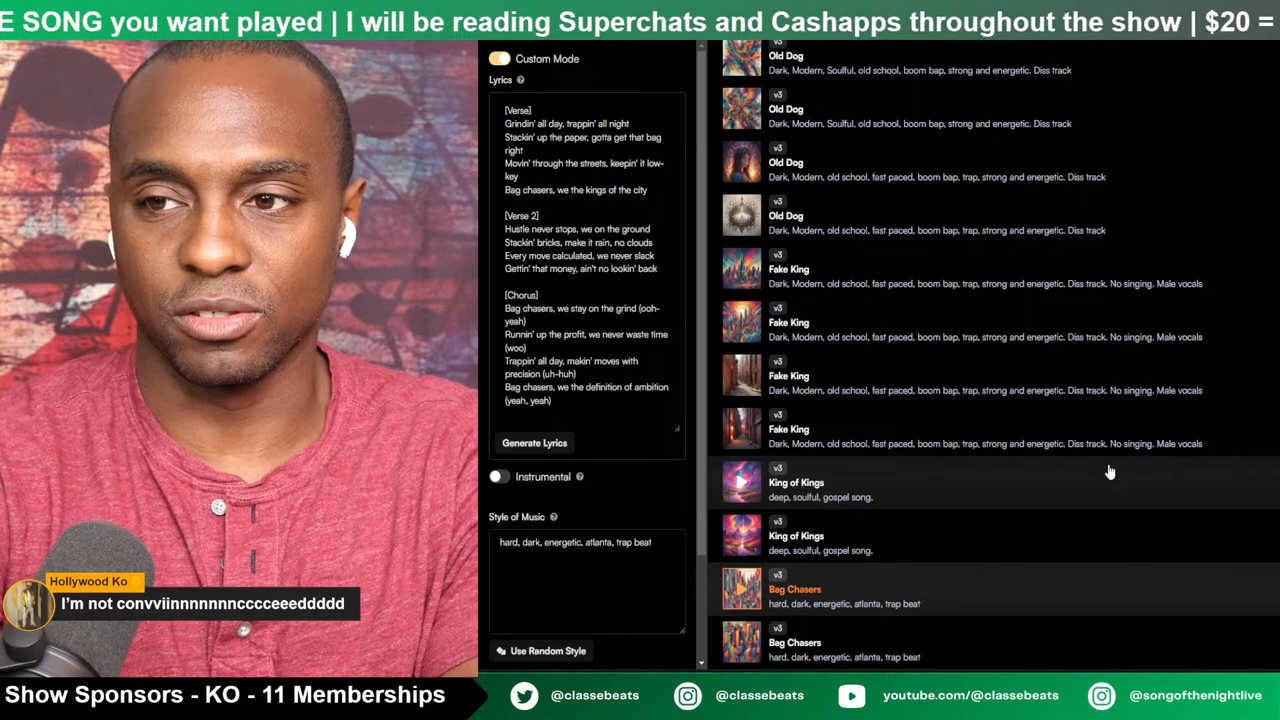 E SONG you want played | I will be reading Superchats and Cashapps throughout the show | $20 =
Custom Mode
Lyrics
[Verse]
Grindin' all day, trappin' all night
Stackin' up the paper, gotta get that bag
right
Movin' through the streets, keepin' it low-
key
Bag chasers, we the kings of the city
[Verse 2]
Hustle never stops, we on the ground
Stackin' bricks, make it rain, no clouds
Every move calculated, we never slack
Gettin' that money, ain't no lookin' back
[Chorus]
Bag chasers, we stay on the grind (ooh-
yeah)
Runnin' up the profit, we never waste time
(woo)
Trappin' all day, makin' moves with
precision (uh-huh)
Bag chasers, we the definition of ambition
(yeah, yeah)
Generate Lyrics
Instrumental
Style of Music
hard, dark, energetic, atlanta, trap beat
Use Random Style
v3
Old Dog
Dark, Modern, Soulful, old school, boom bap, strong and energetic. Diss track
v3
Old Dog
Dark, Modern, Soulful, old school, boom bap, strong and energetic. Diss track
v3
Old Dog
Dark, Modern, old school, fast paced, boom bap, trap, strong and energetic. Diss track
v3
Old Dog
Dark, Modern, old school, fast paced, boom bap, trap, strong and energetic. Diss track
v3
Fake King
Dark, Modern, old school, fast paced, boom bap, trap, strong and energetic. Diss track. No singing. Male vocals
v3
Fake King
Dark, Modern, old school, fast paced, boom bap, trap, strong and energetic. Diss track. No singing. Male vocals
v3
Fake King
Dark, Modern, old school, fast paced, boom bap, trap, strong and energetic. Diss track. No singing. Male vocals
v3
Fake King
Dark, Modern, old school, fast paced, boom bap, trap, strong and energetic. Diss track. No singing. Male vocals
v3
King of Kings
deep, soulful, gospel song.
v3
King of Kings
deep, soulful, gospel song.
v3
Bag Chasers
hard, dark, energetic, atlanta, trap beat
v3
Bag Chasers
hard, dark, energetic, atlanta, trap beat
Hollywood Ko
I'm not convviinnnnnnncccceeeddddd
Show Sponsors - KO - 11 Memberships
@classebeats
@classebeats
youtube.com/@classebeats
@songofthenightlive